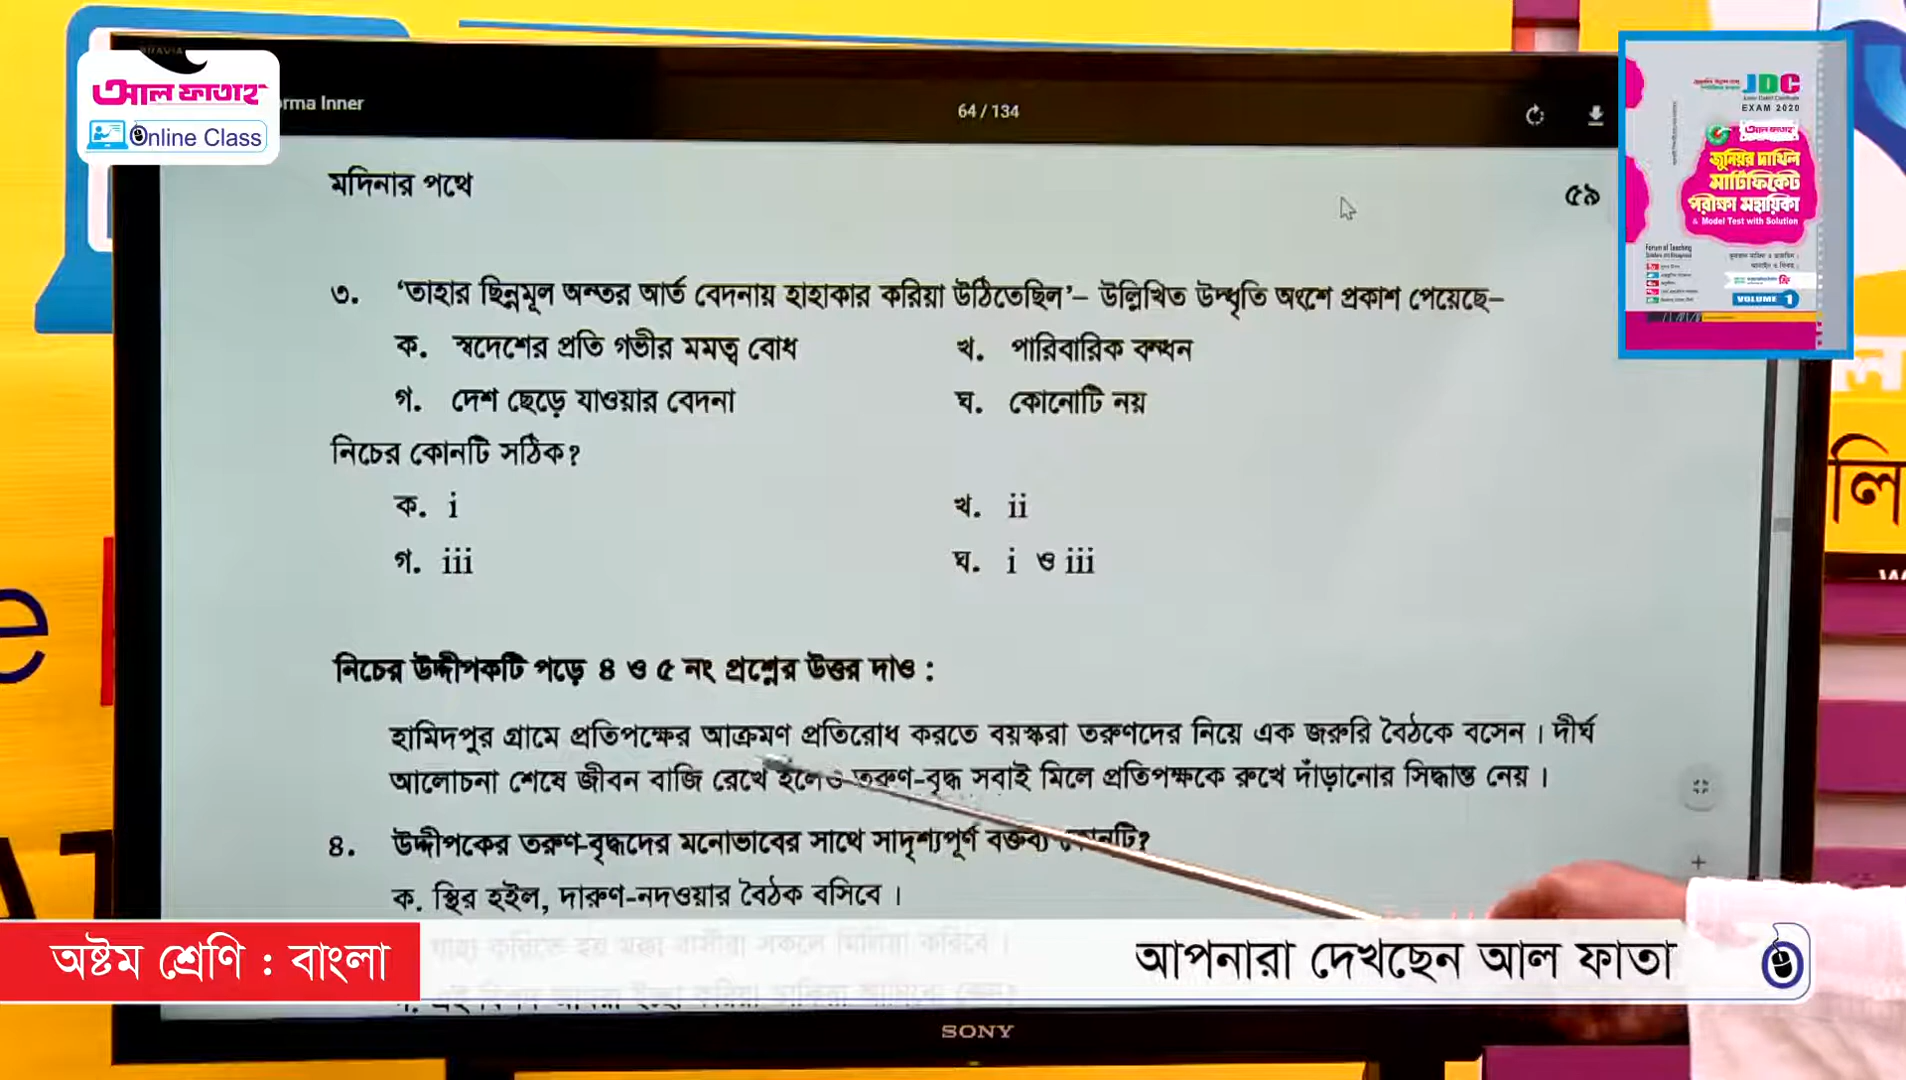 আল ফাতাহ
Online Class
orma Inner
64 / 134
JDC
EXAM 2020
আল ফাতাহ
জুনিয়র দাখিল
সার্টিফিকেট
পরীক্ষা সহায়িকা
& Model Test with Solution
VOLUME 1
মদিনার পথে
৫৯
৩. ‘তাহার ছিন্নমূল অন্তর আর্ত বেদনায় হাহাকার করিয়া উঠিতেছিল’– উল্লিখিত উদ্ধৃতি অংশে প্রকাশ পেয়েছে–
ক. স্বদেশের প্রতি গভীর মমত্ব বোধ খ. পারিবারিক বন্ধন
গ. দেশ ছেড়ে যাওয়ার বেদনা ঘ. কোনোটি নয়
নিচের কোনটি সঠিক?
ক. i খ. ii
গ. iii ঘ. i ও iii
নিচের উদ্দীপকটি পড়ে ৪ ও ৫ নং প্রশ্নের উত্তর দাও :
হামিদপুর গ্রামে প্রতিপক্ষের আক্রমণ প্রতিরোধ করতে বয়স্করা তরুণদের নিয়ে এক জরুরি বৈঠকে বসেন। দীর্ঘ
আলোচনা শেষে জীবন বাজি রেখে হলেও তরুণ-বৃদ্ধ সবাই মিলে প্রতিপক্ষকে রুখে দাঁড়ানোর সিদ্ধান্ত নেয়।
৪. উদ্দীপকের তরুণ-বৃদ্ধদের মনোভাবের সাথে সাদৃশ্যপূর্ণ বক্তব্য কোনটি?
ক. স্থির হইল, দারুণ-নদওয়ার বৈঠক বসিবে।
অষ্টম শ্রেণি : বাংলা
আপনারা দেখছেন আল ফাতা
SONY